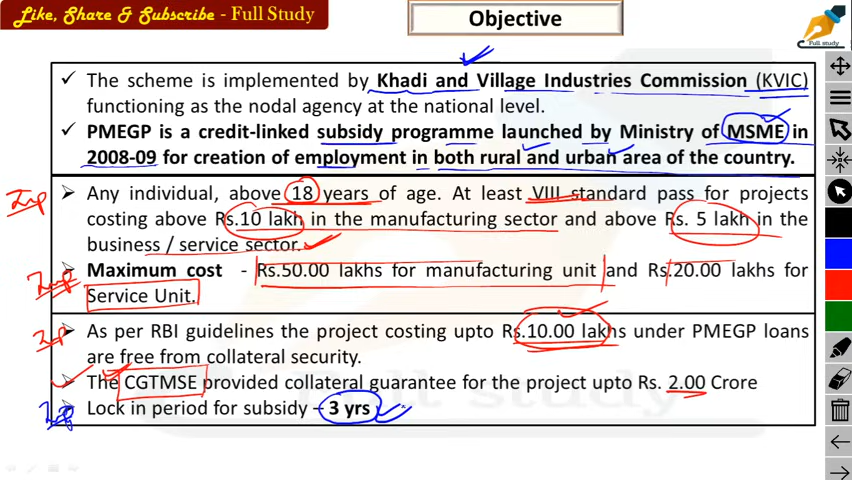 Like, Share & Subscribe - Full Study
Objective
Full study
✓ The scheme is implemented by Khadi and Village Industries Commission (KVIC)
functioning as the nodal agency at the national level.
✓ PMEGP is a credit-linked subsidy programme launched by Ministry of MSME in
2008-09 for creation of employment in both rural and urban area of the country.
Imp
➢ Any individual, above 18 years of age. At least VIII standard pass for projects
costing above Rs.10 lakh in the manufacturing sector and above Rs. 5 lakh in the
business / service sector.
Imp
➢ Maximum cost - Rs.50.00 lakhs for manufacturing unit and Rs.20.00 lakhs for
Service Unit.
➢ As per RBI guidelines the project costing upto Rs.10.00 lakhs under PMEGP loans
are free from collateral security.
➢ The CGTMSE provided collateral guarantee for the project upto Rs. 2.00 Crore
➢ Lock in period for subsidy – 3 yrs
Full Study